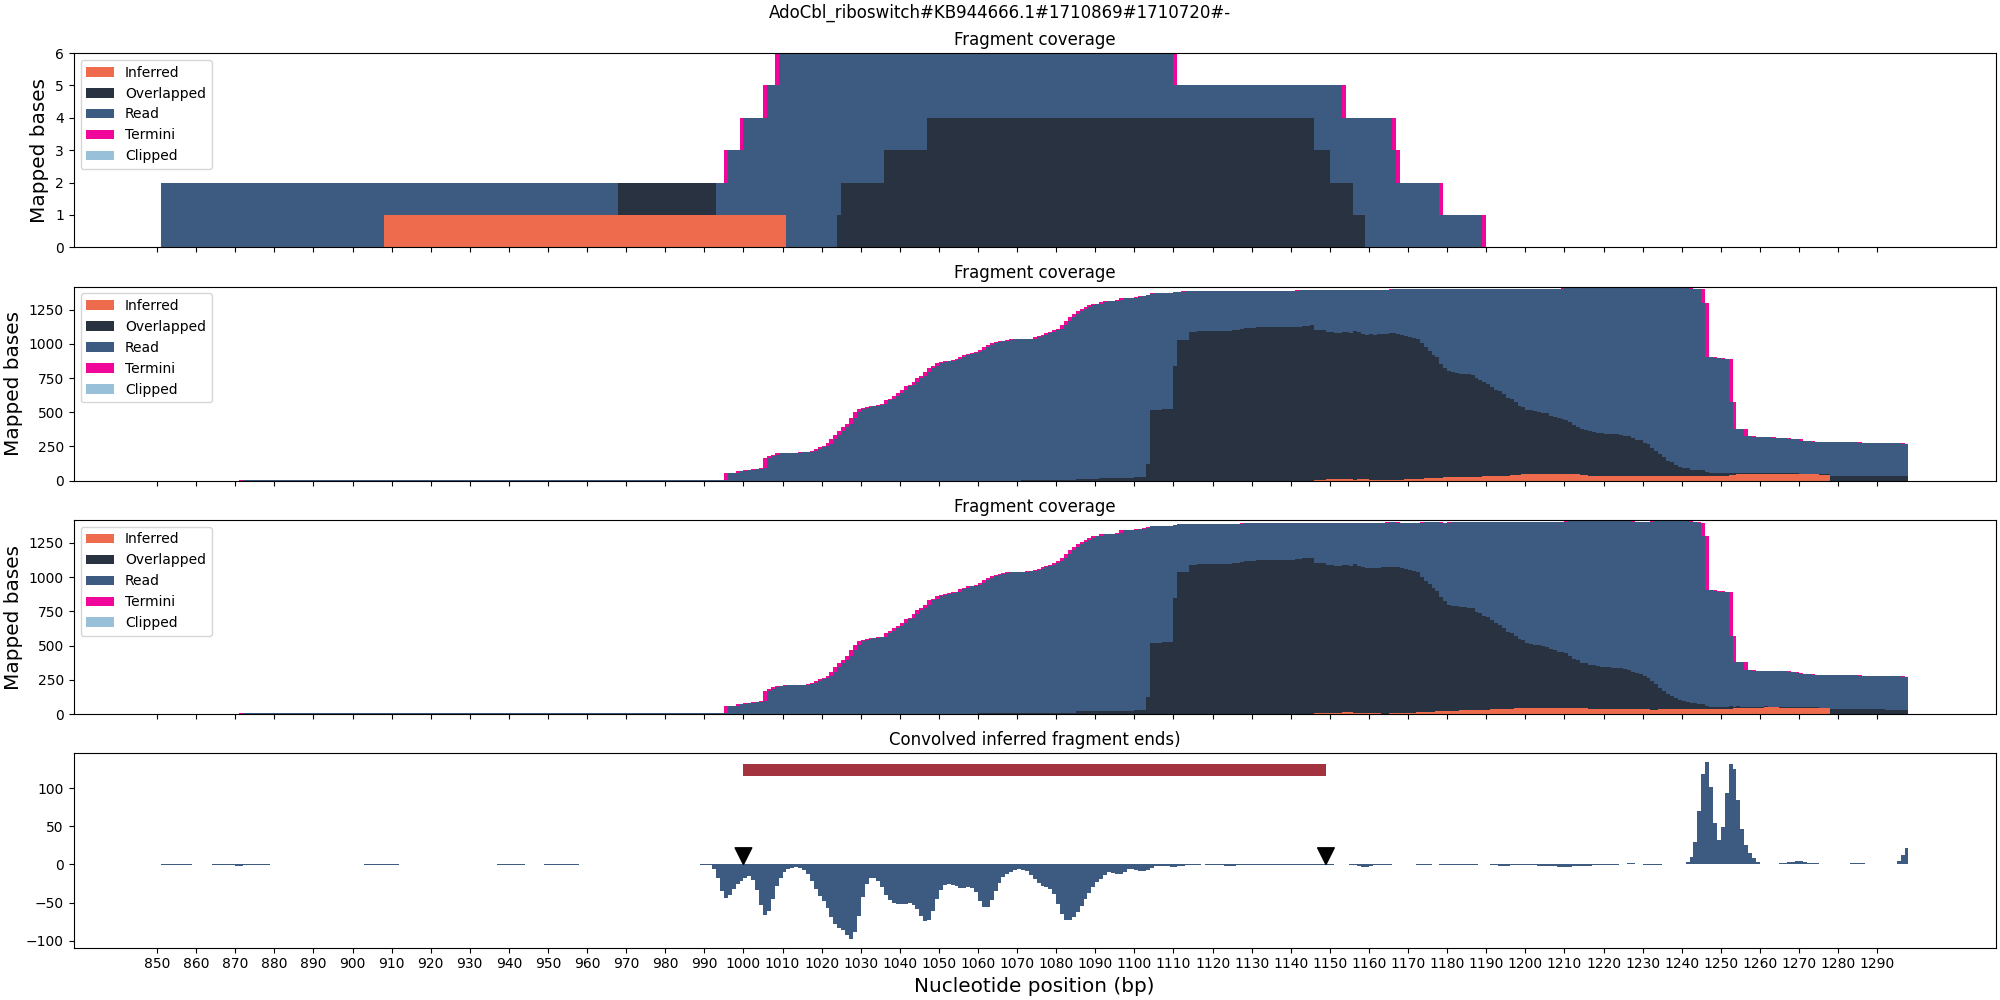 AdoCbl_riboswitch#KB944666.1#1710869#1710720#-
Fragment coverage
Mapped bases
6
5
4
3
2
1
0
Inferred
Overlapped
Read
Termini
Clipped
Fragment coverage
Mapped bases
1250
1000
750
500
250
0
Inferred
Overlapped
Read
Termini
Clipped
Fragment coverage
Mapped bases
1250
1000
750
500
250
0
Inferred
Overlapped
Read
Termini
Clipped
Convolved inferred fragment ends)
100
50
0
−50
−100
850 860 870 880 890 900 910 920 930 940 950 960 970 980 990 1000 1010 1020 1030 1040 1050 1060 1070 1080 1090 1100 1110 1120 1130 1140 1150 1160 1170 1180 1190 1200 1210 1220 1230 1240 1250 1260 1270 1280 1290
Nucleotide position (bp)